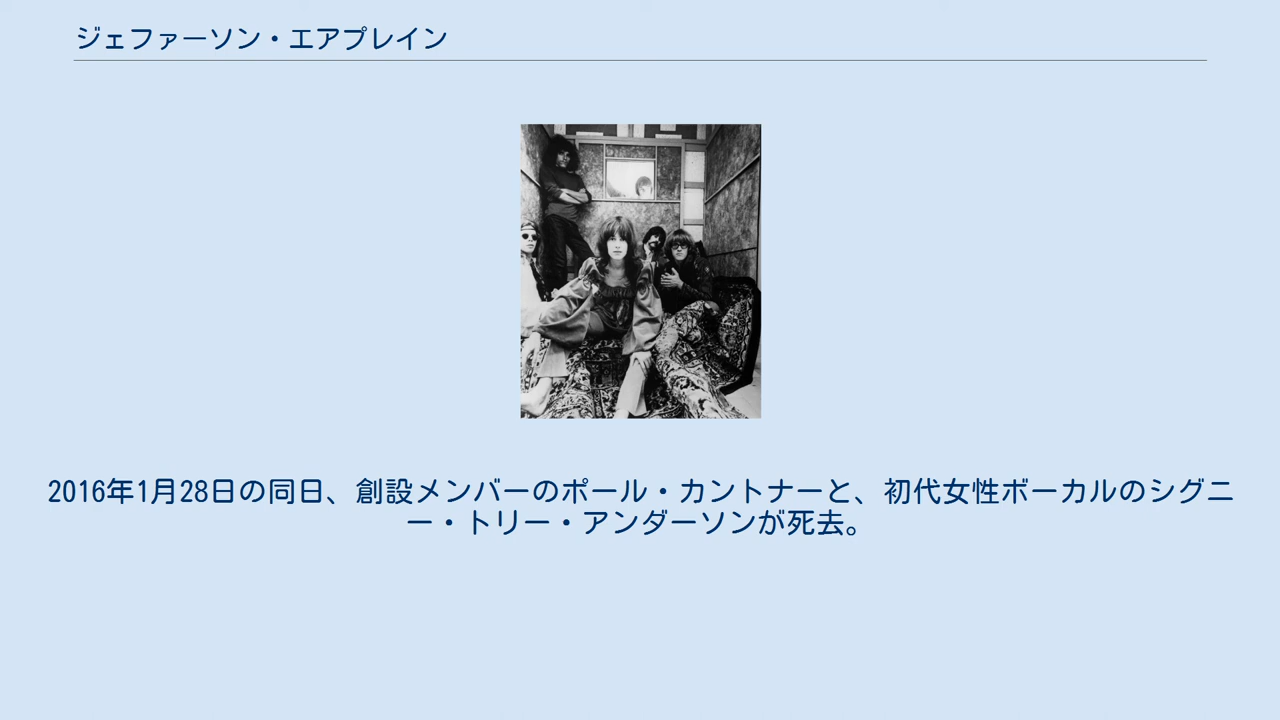 ジェファーソン・エアプレイン
2016年1月28日の同日、創設メンバーのポール・カントナーと、初代女性ボーカルのシグニ
ー・トリー・アンダーソンが死去。